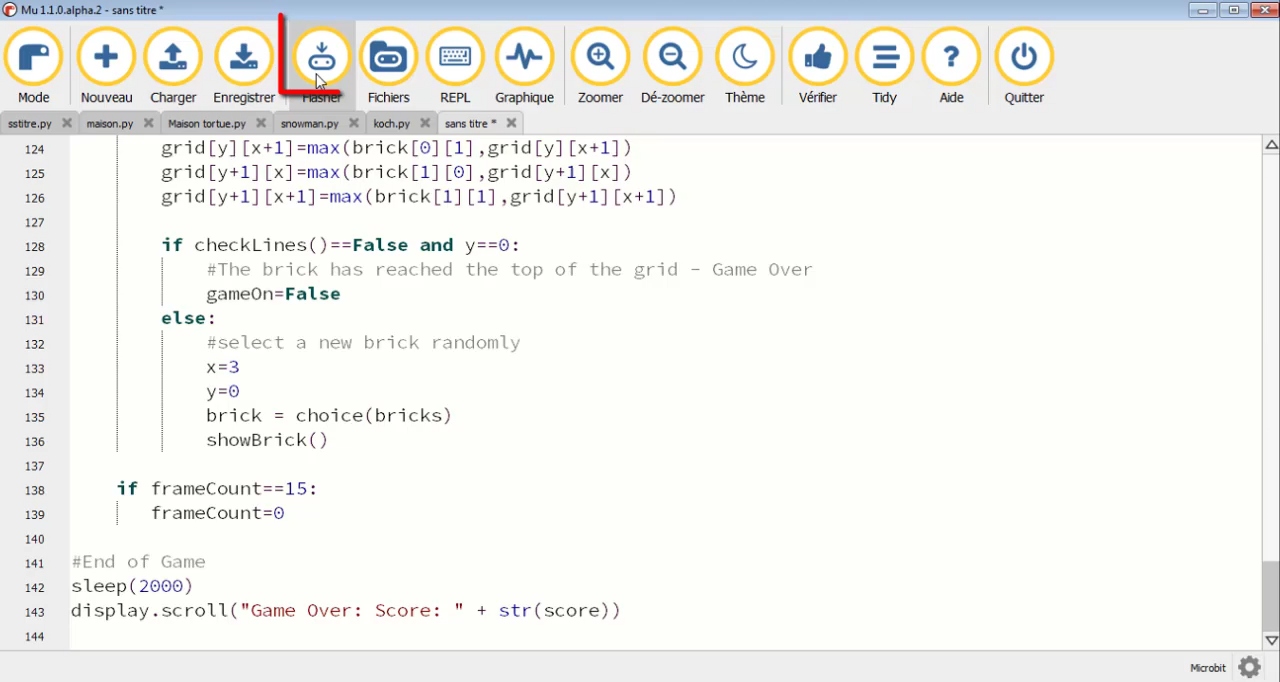 Mu 1.1.0.alpha.2 - sans titre *
Mode Nouveau Charger Enregistrer Flasher Fichiers REPL Graphique Zoomer Dé-zoomer Thème Vérifier Tidy Aide Quitter
sstitre.py maison.py Maison tortue.py snowman.py koch.py sans titre *
124 grid[y][x+1]=max(brick[0][1],grid[y][x+1])
125 grid[y+1][x]=max(brick[1][0],grid[y+1][x])
126 grid[y+1][x+1]=max(brick[1][1],grid[y+1][x+1])
127
128 if checkLines()==False and y==0:
129 #The brick has reached the top of the grid - Game Over
130 gameOn=False
131 else:
132 #select a new brick randomly
133 x=3
134 y=0
135 brick = choice(bricks)
136 showBrick()
137
138 if frameCount==15:
139 frameCount=0
140
141 #End of Game
142 sleep(2000)
143 display.scroll("Game Over: Score: " + str(score))
144
Microbit